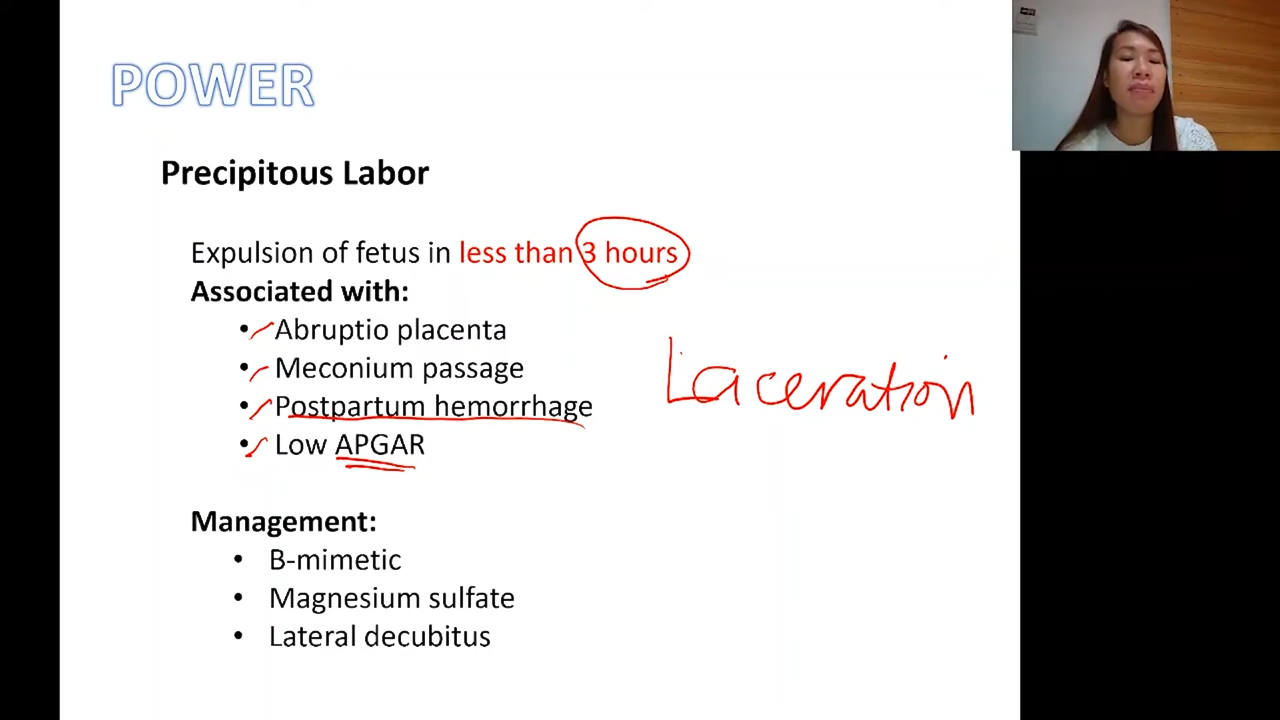 POWER
Precipitous Labor
Expulsion of fetus in less than 3 hours
Associated with:
• Abruptio placenta
• Meconium passage
• Postpartum hemorrhage
• Low APGAR
Laceration
Management:
• B-mimetic
• Magnesium sulfate
• Lateral decubitus